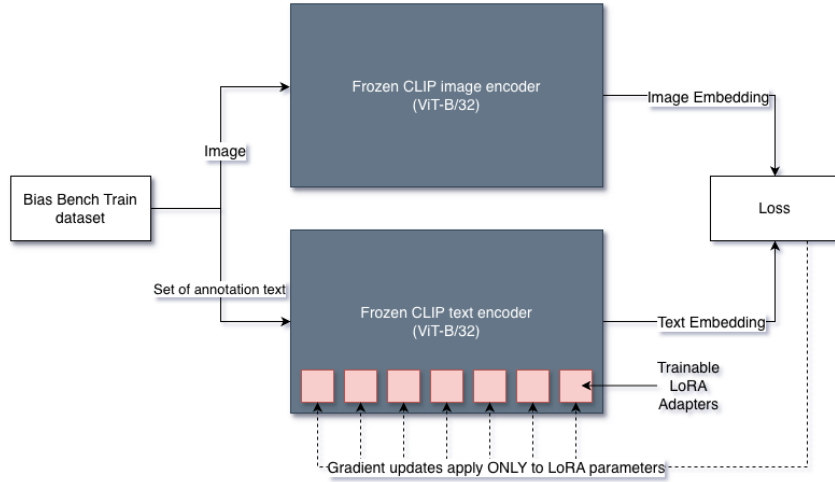 Frozen CLIP image encoder
(ViT-B/32)
Image Embedding
Image
Bias Bench Train
dataset
Loss
Set of annotation text
Frozen CLIP text encoder
(ViT-B/32)
Text Embedding
Trainable
LoRA
Adapters
Gradient updates apply ONLY to LoRA parameters